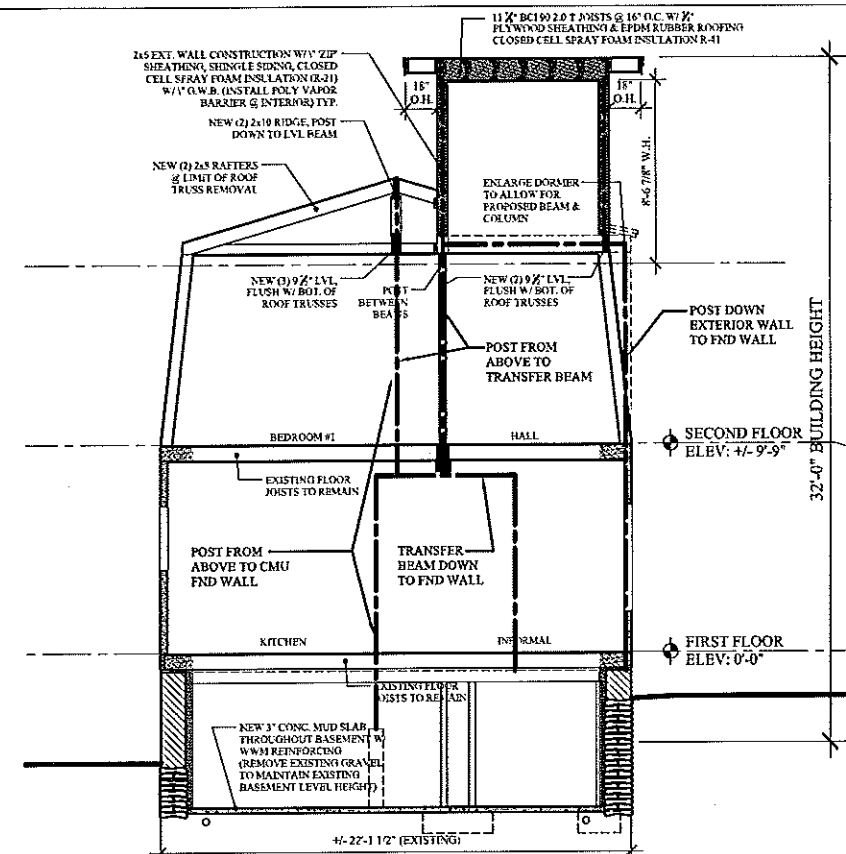 11 ⅞" BCI 90 2.0 T JOISTS @ 16" O.C. W/ ¾"
PLYWOOD SHEATHING & EPDM RUBBER ROOFING
CLOSED CELL SPRAY FOAM INSULATION R-41
EXT. WALL CONSTRUCTION W/ 1" ZIP
SHEATHING, SHINGLE SIDING, CLOSED
CELL SPRAY FOAM INSULATION (R-21)
G.W.B. (INSTALL POLY VAPOR
BARRIER @ INTERIOR) TYP.
18"
O.H.
18"
O.H.
NEW (2) 2x10 RIDGE, POST
DOWN TO LVL BEAM
NEW (2) RAFTERS
@ LIMIT OF ROOF
TRUSS REMOVAL
ENLARGE DORMER
TO ALLOW FOR
PROPOSED BEAM &
COLUMN
8'-6 7/8" W.H.
NEW (3) 9 ½" LVL,
FLUSH W/ BOT. OF
ROOF TRUSSES
POST
BETWEEN
BEAMS
NEW (2) 9 ½" LVL,
FLUSH W/ BOT. OF
ROOF TRUSSES
POST DOWN
EXTERIOR WALL
TO FND WALL
POST FROM
ABOVE TO
TRANSFER BEAM
32'-0" BUILDING HEIGHT
BEDROOM #1
HALL
SECOND FLOOR
ELEV: +/- 9'-9"
EXISTING FLOOR
JOISTS TO REMAIN
POST FROM
ABOVE TO CMU
FND WALL
TRANSFER
BEAM DOWN
TO FND WALL
KITCHEN
INFORMAL
FIRST FLOOR
ELEV: 0'-0"
EXISTING FLOOR
JOISTS TO REMAIN
NEW 3" CONC. MUD SLAB
THROUGHOUT BASEMENT W/
WWM REINFORCING
(REMOVE EXISTING GRAVEL
TO MAINTAIN EXISTING
BASEMENT LEVEL HEIGHT)
+/- 22'-1 1/2" (EXISTING)